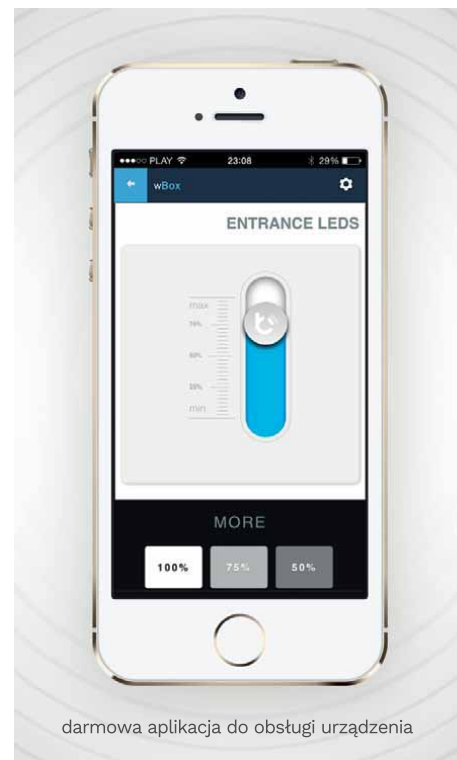 PLAY 23:08 29%
wBox
ENTRANCE LEDS
max
75%
50%
25%
min
MORE
100% 75% 50%
darmowa aplikacja do obsługi urządzenia